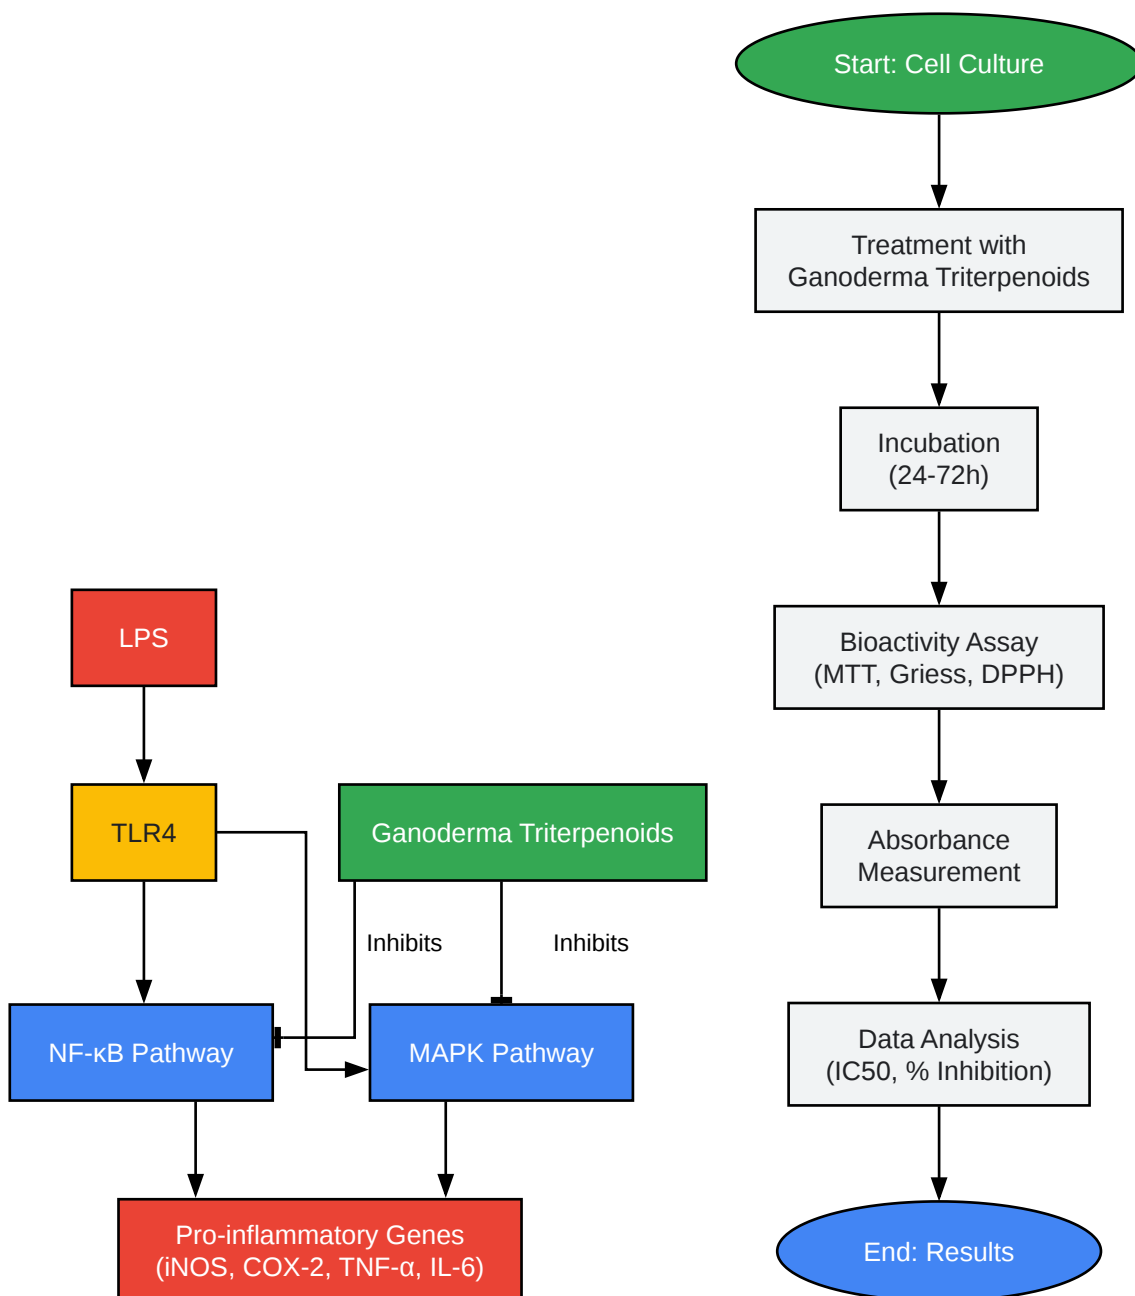 Start: Cell Culture
Treatment with
Ganoderma Triterpenoids
Incubation
(24-72h)
Bioactivity Assay
(MTT, Griess, DPPH)
Absorbance
Measurement
Data Analysis
(IC50, % Inhibition)
End: Results
LPS
TLR4
Ganoderma Triterpenoids
Inhibits
Inhibits
NF-κB Pathway
MAPK Pathway
Pro-inflammatory Genes
(iNOS, COX-2, TNF-α, IL-6)